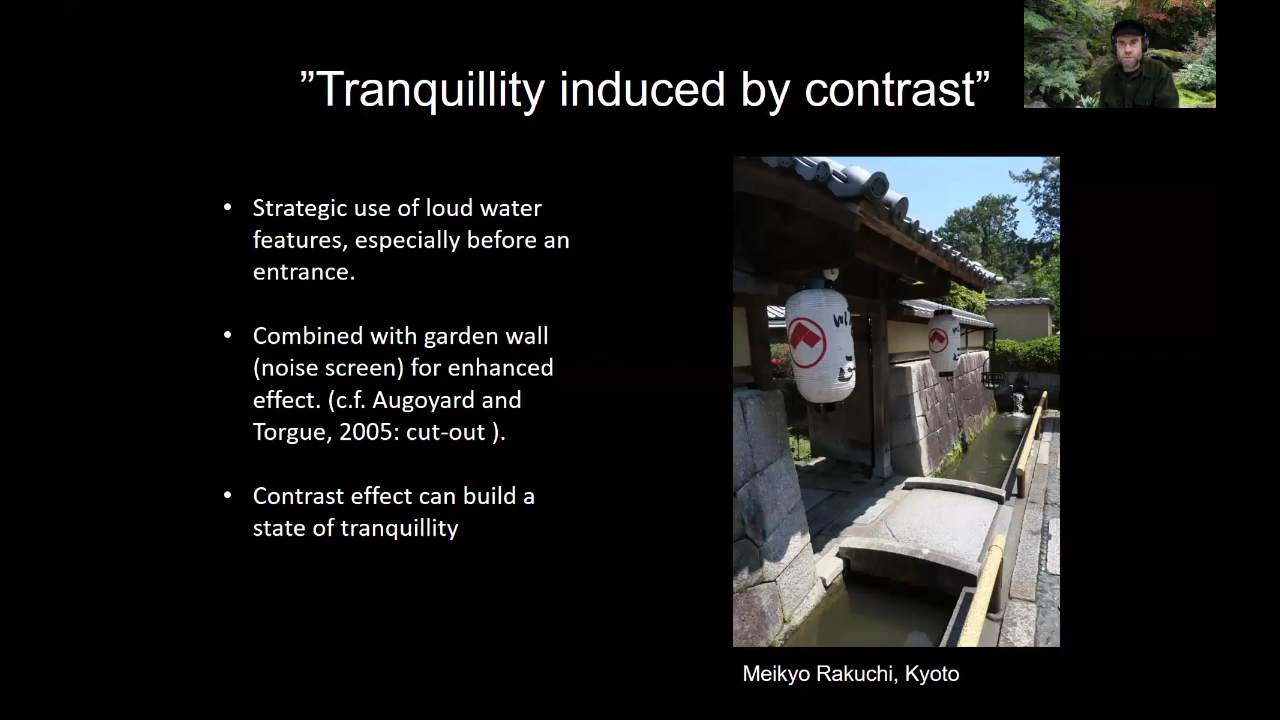 ”Tranquillity induced by contrast”
• Strategic use of loud water
features, especially before an
entrance.
• Combined with garden wall
(noise screen) for enhanced
effect. (c.f. Augoyard and
Torgue, 2005: cut-out ).
• Contrast effect can build a
state of tranquillity
Meikyo Rakuchi, Kyoto